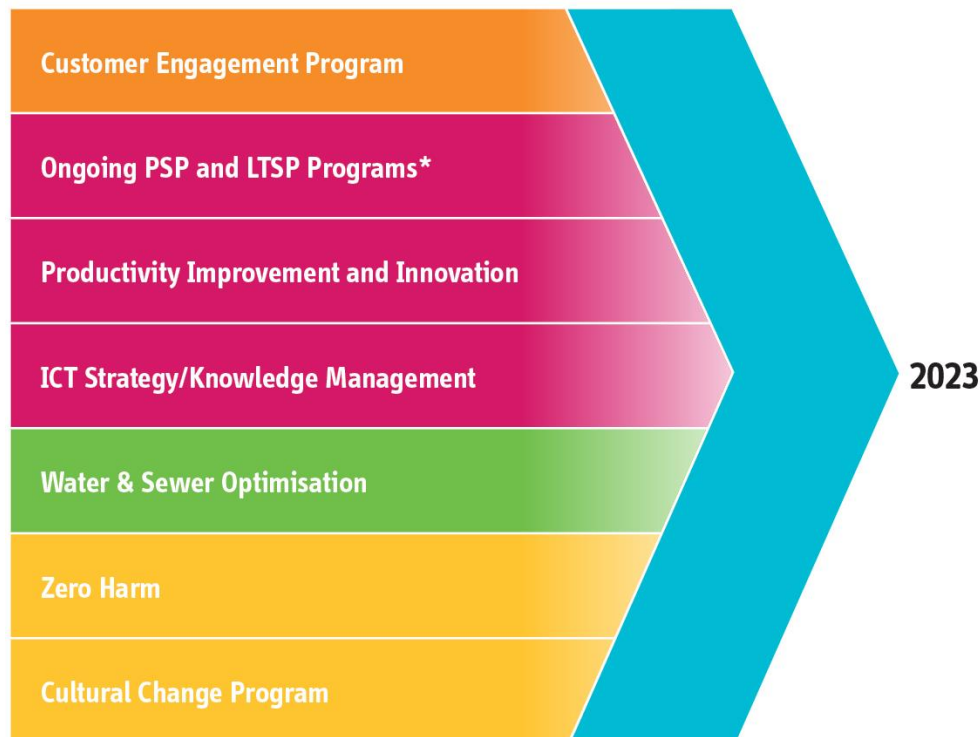 Customer Engagement Program
Ongoing PSP and LTSP Programs*
Productivity Improvement and Innovation
ICT Strategy/Knowledge Management
2023
Water & Sewer Optimisation
Zero Harm
Cultural Change Program